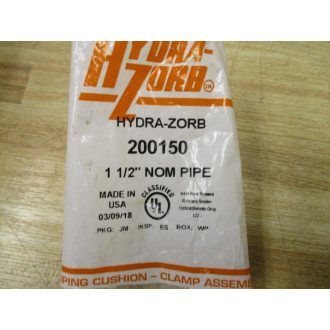 HYDRA-
ZORB
HYDRA-ZORB
200150
1 1/2" NOM PIPE
MADE IN
USA
03/09/18
CLASSIFIED
UL
PKG: JM INSP: ES BOX: WP
PING CUSHION - CLAMP ASSEM